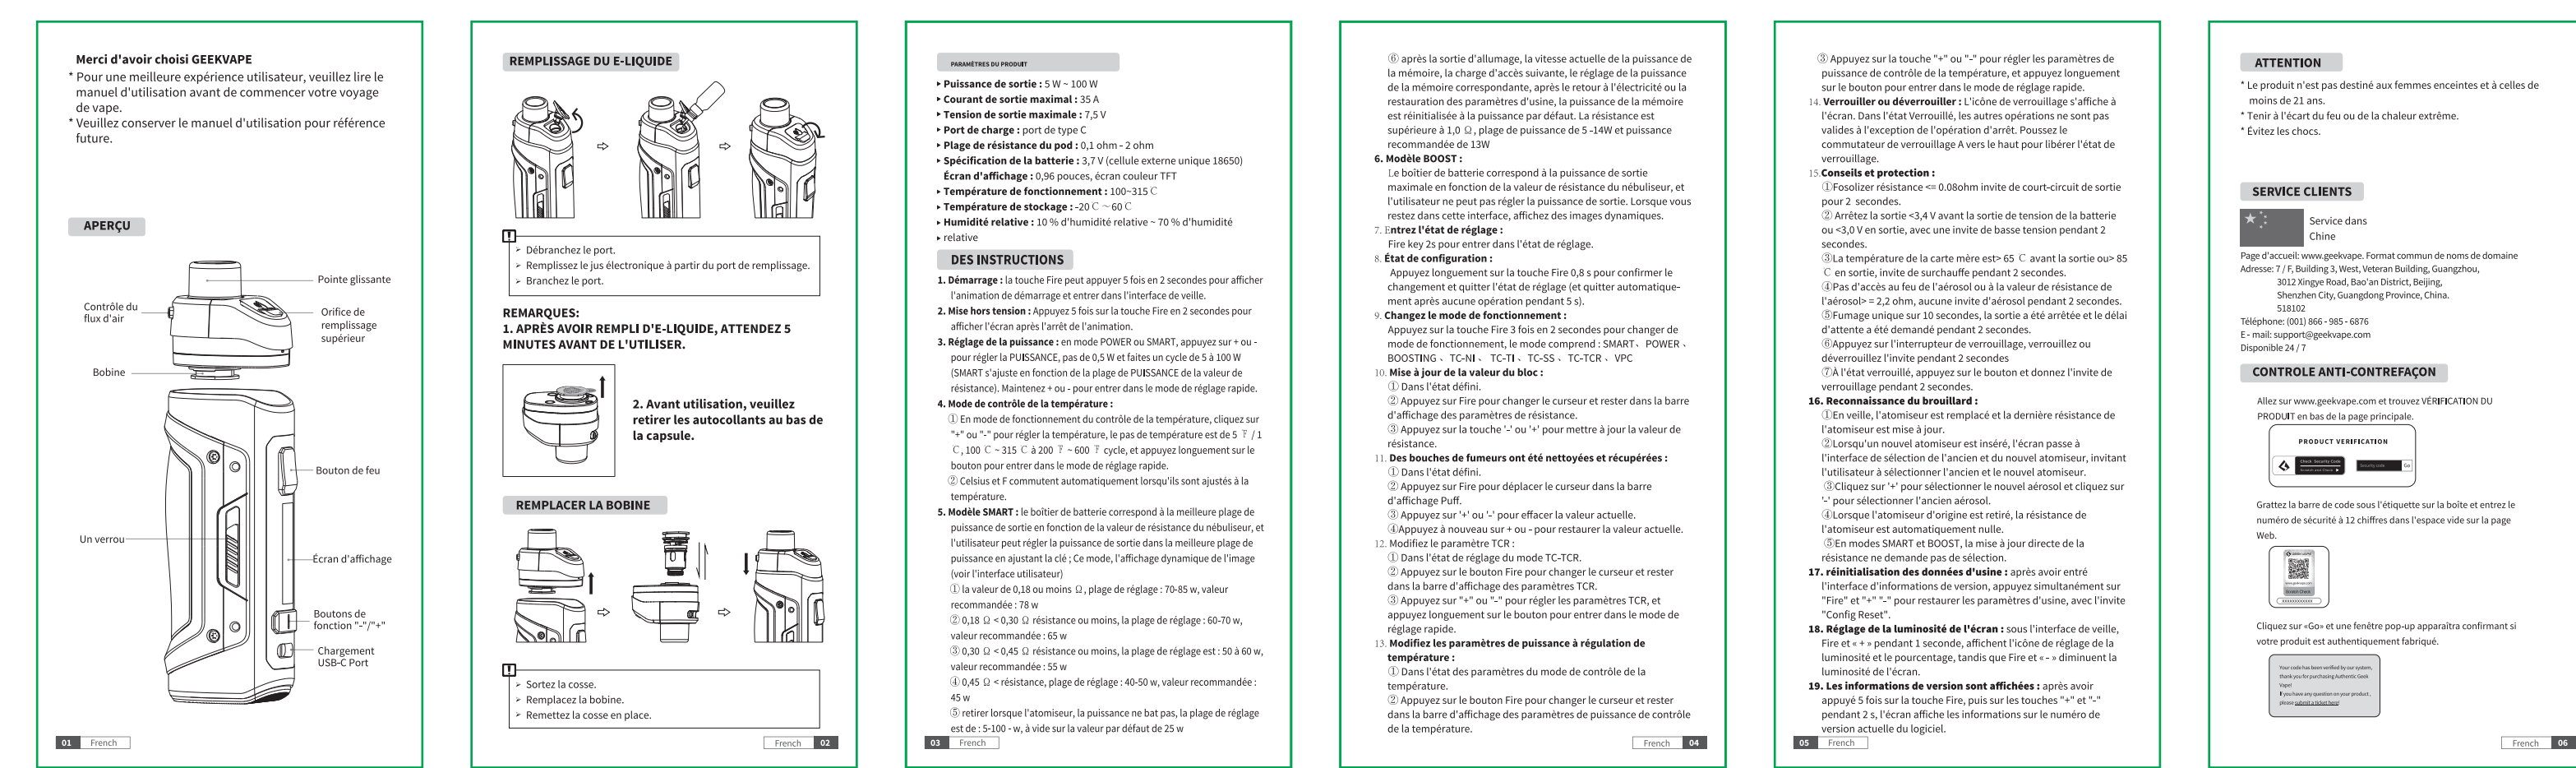 Merci d'avoir choisi GEEKVAPE
* Pour une meilleure expérience utilisateur, veuillez lire le
manuel d'utilisation avant de commencer votre voyage
de vape.
* Veuillez conserver le manuel d'utilisation pour référence
future.
APERÇU
Pointe glissante
Contrôle du
flux d'air
Orifice de
remplissage
supérieur
Bobine
Bouton de feu
Un verrou
Écran d'affichage
Boutons de
fonction "-"/"+"
Chargement
USB-C Port
01 French
REMPLISSAGE DU E-LIQUIDE
➢ Débranchez le port.
➢ Remplissez le jus électronique à partir du port de remplissage.
➢ Branchez le port.
REMARQUES:
1. APRÈS AVOIR REMPLI D'E-LIQUIDE, ATTENDEZ 5
MINUTES AVANT DE L'UTILISER.
2. Avant utilisation, veuillez
retirer les autocollants au bas de
la capsule.
REMPLACER LA BOBINE
➢ Sortez la cosse.
➢ Remplacez la bobine.
➢ Remettez la cosse en place.
French 02
PARAMÈTRES DU PRODUIT
▸ Puissance de sortie : 5 W ~ 100 W
▸ Courant de sortie maximal : 35 A
▸ Tension de sortie maximale : 7,5 V
▸ Port de charge : port de type C
▸ Plage de résistance du pod : 0,1 ohm - 2 ohm
▸ Spécification de la batterie : 3,7 V (cellule externe unique 18650)
Écran d'affichage : 0,96 pouces, écran couleur TFT
▸ Température de fonctionnement : 100~315 ℃
▸ Température de stockage : -20 ℃ ~ 60 ℃
▸ Humidité relative : 10 % d'humidité relative ~ 70 % d'humidité
▸ relative
DES INSTRUCTIONS
1. Démarrage : la touche Fire peut appuyer 5 fois en 2 secondes pour afficher
l'animation de démarrage et entrer dans l'interface de veille.
2. Mise hors tension : Appuyez 5 fois sur la touche Fire en 2 secondes pour
afficher l'écran après l'arrêt de l'animation.
3. Réglage de la puissance : en mode POWER ou SMART, appuyez sur + ou -
pour régler la PUISSANCE, pas de 0,5 W et faites un cycle de 5 à 100 W
(SMART s'ajuste en fonction de la plage de PUISSANCE de la valeur de
résistance). Maintenez + ou - pour entrer dans le mode de réglage rapide.
4. Mode de contrôle de la température :
① En mode de fonctionnement du contrôle de la température, cliquez sur
"+" ou "-" pour régler la température, le pas de température est de 5 ℉ / 1
℃, 100 ℃ ~ 315 ℃ à 200 ℉ ~ 600 ℉ cycle, et appuyez longuement sur le
bouton pour entrer dans le mode de réglage rapide.
② Celsius et F commutent automatiquement lorsqu'ils sont ajustés à la
température.
5. Modèle SMART : le boîtier de batterie correspond à la meilleure plage de
puissance de sortie en fonction de la valeur de résistance du nébuliseur, et
l'utilisateur peut régler la puissance de sortie dans la meilleure plage de
puissance en ajustant la clé ; Ce mode, l'affichage dynamique de l'image
(voir l'interface utilisateur)
① la valeur de 0,18 ou moins Ω, plage de réglage : 70-85 w, valeur
recommandée : 78 w
② 0,18 Ω < 0,30 Ω résistance ou moins, la plage de réglage : 60-70 w,
valeur recommandée : 65 w
③ 0,30 Ω < 0,45 Ω résistance ou moins, la plage de réglage est : 50 à 60 w,
valeur recommandée : 55 w
④ 0,45 Ω < résistance, plage de réglage : 40-50 w, valeur recommandée :
45 w
⑤ retirer lorsque l'atomiseur, la puissance ne bat pas, la plage de réglage
est de : 5-100 - w, à vide sur la valeur par défaut de 25 w
03 French
⑥ après la sortie d'allumage, la vitesse actuelle de la puissance de
la mémoire, la charge d'accès suivante, le réglage de la puissance
de la mémoire correspondante, après le retour à l'électricité ou la
restauration des paramètres d'usine, la puissance de la mémoire
est réinitialisée à la puissance par défaut. La résistance est
supérieure à 1,0 Ω, plage de puissance de 5 -14W et puissance
recommandée de 13W
6. Modèle BOOST :
Le boîtier de batterie correspond à la puissance de sortie
maximale en fonction de la valeur de résistance du nébuliseur, et
l'utilisateur ne peut pas régler la puissance de sortie. Lorsque vous
restez dans cette interface, affichez des images dynamiques.
7. Entrez l'état de réglage :
Fire key 2s pour entrer dans l'état de réglage.
8. État de configuration :
Appuyez longuement sur la touche Fire 0,8 s pour confirmer le
changement et quitter l'état de réglage (et quitter automatique-
ment après aucune opération pendant 5 s).
9. Changez le mode de fonctionnement :
Appuyez sur la touche Fire 3 fois en 2 secondes pour changer de
mode de fonctionnement, le mode comprend : SMART、POWER、
BOOSTING、TC-NI、TC-TI、TC-SS、TC-TCR、VPC
10. Mise à jour de la valeur du bloc :
① Dans l'état défini.
② Appuyez sur Fire pour changer le curseur et rester dans la barre
d'affichage des paramètres de résistance.
③ Appuyez sur la touche '-' ou '+' pour mettre à jour la valeur de
résistance.
11. Des bouches de fumeurs ont été nettoyées et récupérées :
① Dans l'état défini.
② Appuyez sur Fire pour déplacer le curseur dans la barre
d'affichage Puff.
③ Appuyez sur '+' ou '-' pour effacer la valeur actuelle.
④Appuyez à nouveau sur + ou - pour restaurer la valeur actuelle.
12. Modifiez le paramètre TCR :
① Dans l'état de réglage du mode TC-TCR.
② Appuyez sur le bouton Fire pour changer le curseur et rester
dans la barre d'affichage des paramètres TCR.
③ Appuyez sur "+" ou "-" pour régler les paramètres TCR, et
appuyez longuement sur le bouton pour entrer dans le mode de
réglage rapide.
13. Modifiez les paramètres de puissance à régulation de
température :
① Dans l'état des paramètres du mode de contrôle de la
température.
② Appuyez sur le bouton Fire pour changer le curseur et rester
dans la barre d'affichage des paramètres de puissance de contrôle
de la température.
French 04
③ Appuyez sur la touche "+" ou "-" pour régler les paramètres de
puissance de contrôle de la température, et appuyez longuement
sur le bouton pour entrer dans le mode de réglage rapide.
14. Verrouiller ou déverrouiller : L'icône de verrouillage s'affiche à
l'écran. Dans l'état Verrouillé, les autres opérations ne sont pas
valides à l'exception de l'opération d'arrêt. Poussez le
commutateur de verrouillage A vers le haut pour libérer l'état de
verrouillage.
15.Conseils et protection :
①Fosolizer résistance <= 0.08ohm invite de court-circuit de sortie
pour 2 secondes.
② Arrêtez la sortie <3,4 V avant la sortie de tension de la batterie
ou <3,0 V en sortie, avec une invite de basse tension pendant 2
secondes.
③La température de la carte mère est> 65 ℃ avant la sortie ou> 85
℃ en sortie, invite de surchauffe pendant 2 secondes.
④Pas d'accès au feu de l'aérosol ou à la valeur de résistance de
l'aérosol> = 2,2 ohm, aucune invite d'aérosol pendant 2 secondes.
⑤Fumage unique sur 10 secondes, la sortie a été arrêtée et le délai
d'attente a été demandé pendant 2 secondes.
⑥Appuyez sur l'interrupteur de verrouillage, verrouillez ou
déverrouillez l'invite pendant 2 secondes
⑦À l'état verrouillé, appuyez sur le bouton et donnez l'invite de
verrouillage pendant 2 secondes.
16. Reconnaissance du brouillard :
①En veille, l'atomiseur est remplacé et la dernière résistance de
l'atomiseur est mise à jour.
②Lorsqu'un nouvel atomiseur est inséré, l'écran passe à
l'interface de sélection de l'ancien et du nouvel atomiseur, invitant
l'utilisateur à sélectionner l'ancien et le nouvel atomiseur.
③Cliquez sur '+' pour sélectionner le nouvel aérosol et cliquez sur
'-' pour sélectionner l'ancien aérosol.
④Lorsque l'atomiseur d'origine est retiré, la résistance de
l'atomiseur est automatiquement nulle.
⑤En modes SMART et BOOST, la mise à jour directe de la
résistance ne demande pas de sélection.
17. réinitialisation des données d'usine : après avoir entré
l'interface d'informations de version, appuyez simultanément sur
"Fire" et "+" "-" pour restaurer les paramètres d'usine, avec l'invite
"Config Reset".
18. Réglage de la luminosité de l'écran : sous l'interface de veille,
Fire et « + » pendant 1 seconde, affichent l'icône de réglage de la
luminosité et le pourcentage, tandis que Fire et « - » diminuent la
luminosité de l'écran.
19. Les informations de version sont affichées : après avoir
appuyé 5 fois sur la touche Fire, puis sur les touches "+" et "-"
pendant 2 s, l'écran affiche les informations sur le numéro de
version actuelle du logiciel.
05 French
ATTENTION
* Le produit n'est pas destiné aux femmes enceintes et à celles de
moins de 21 ans.
* Tenir à l'écart du feu ou de la chaleur extrême.
* Évitez les chocs.
SERVICE CLIENTS
Service dans
Chine
Page d'accueil: www.geekvape. Format commun de noms de domaine
Adresse: 7 / F, Building 3, West, Veteran Building, Guangzhou,
3012 Xingye Road, Bao'an District, Beijing,
Shenzhen City, Guangdong Province, China.
518102
Téléphone: (001) 866 - 985 - 6876
E - mail: support@geekvape.com
Disponible 24 / 7
CONTROLE ANTI-CONTREFAÇON
Allez sur www.geekvape.com et trouvez VÉRIFICATION DU
PRODUIT en bas de la page principale.
PRODUCT VERIFICATION
Check Security Code
Security code Go
Grattez la barre de code sous l'étiquette sur la boîte et entrez le
numéro de sécurité à 12 chiffres dans l'espace vide sur la page
Web.
Scratch Check
XXXXXXXXXXXX
Cliquez sur «Go» et une fenêtre pop-up apparaîtra confirmant si
votre produit est authentiquement fabriqué.
Your code has been verified by our system,
thank you for purchasing Authentic Geek
Vape!
If you have any question on your product ,
please submit a ticket here!
French 06